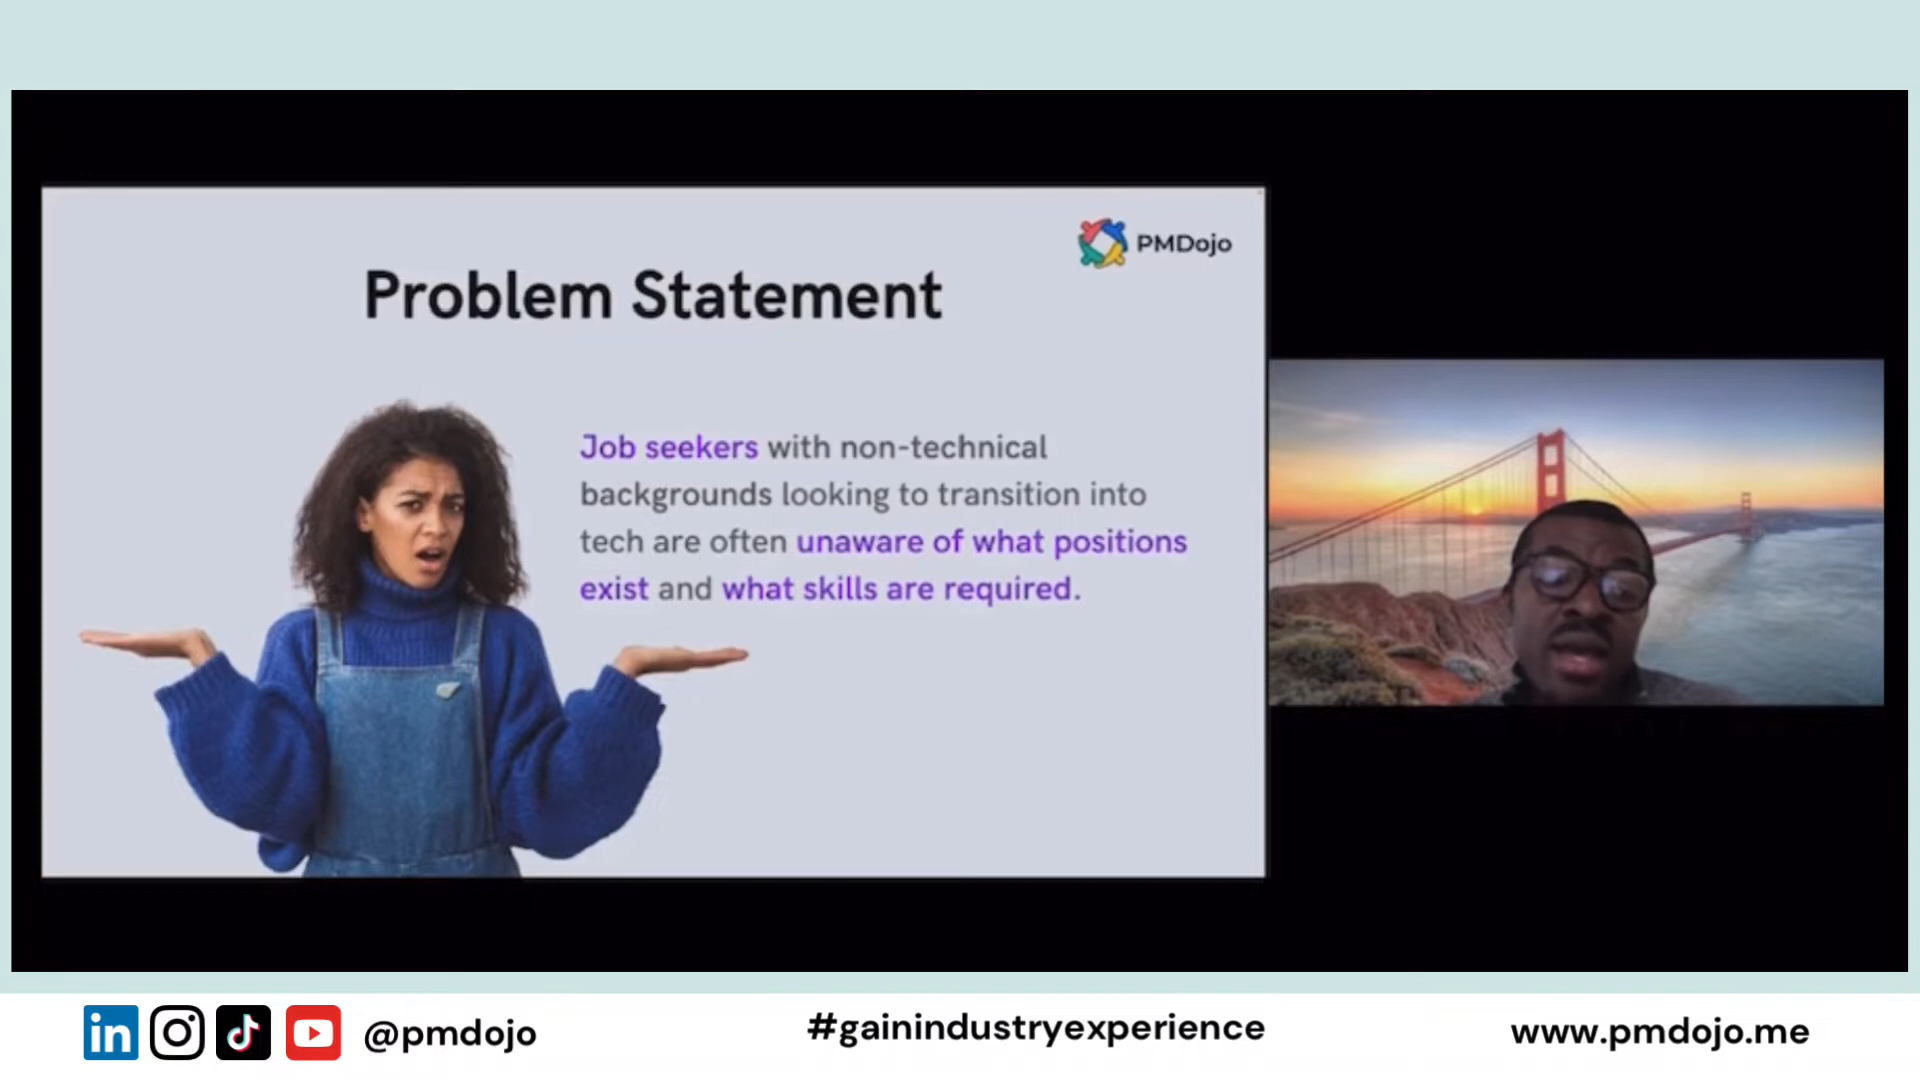 PMDojo
Problem Statement
Job seekers with non-technical
backgrounds looking to transition into
tech are often unaware of what positions
exist and what skills are required.
in
@pmdojo
#gainindustryexperience
www.pmdojo.me